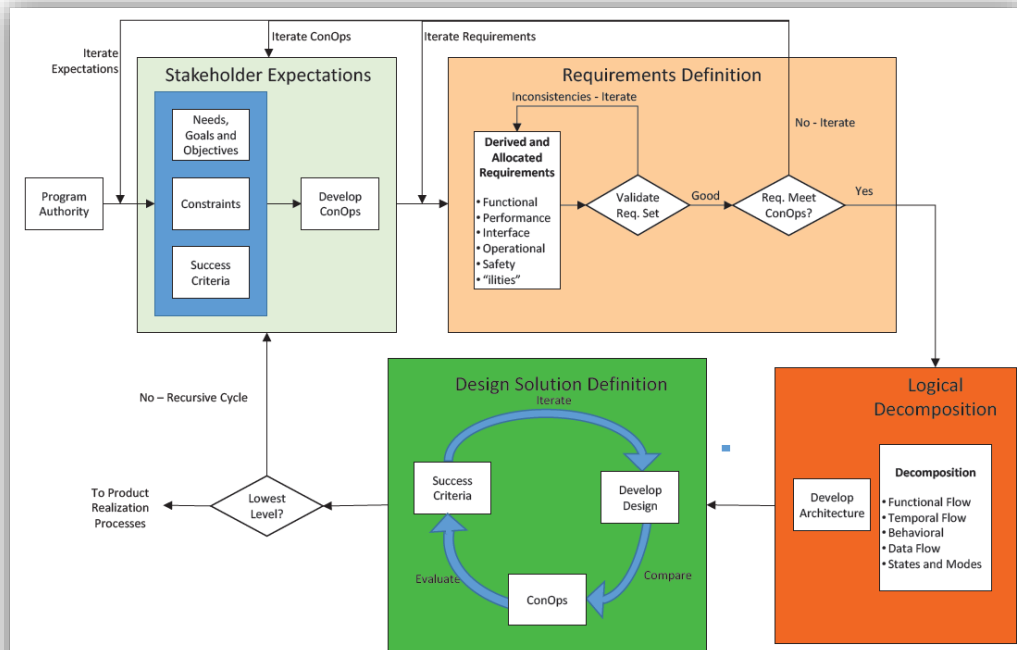 Iterate
Expectations
Iterate ConOps
Iterate Requirements
Stakeholder Expectations
Needs,
Goals and
Objectives
Constraints
Success
Criteria
Program
Authority
Develop
ConOps
Requirements Definition
Inconsistencies - Iterate
No - Iterate
Derived and
Allocated
Requirements
• Functional
• Performance
• Interface
• Operational
• Safety
• “ilities”
Validate
Req. Set
Good
Req. Meet
ConOps?
Yes
Logical
Decomposition
Decomposition
• Functional Flow
• Temporal Flow
• Behavioral
• Data Flow
• States and Modes
Develop
Architecture
Design Solution Definition
Iterate
Success
Criteria
Develop
Design
Compare
ConOps
Evaluate
No – Recursive Cycle
Lowest
Level?
To Product
Realization
Processes